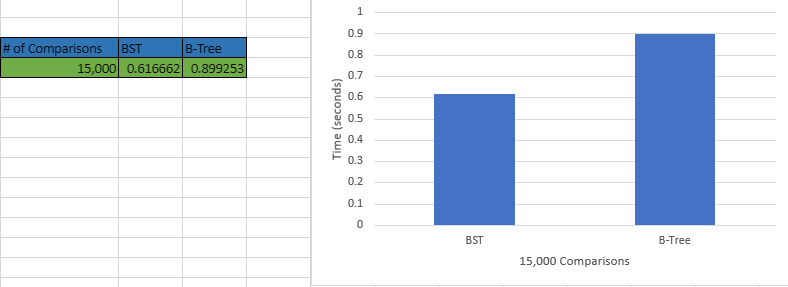 # of Comparisons BST B-Tree
15,000 0.616662 0.899253
1
0.9
0.8
0.7
0.6
0.5
0.4
0.3
0.2
0.1
0
Time (seconds)
BST B-Tree
15,000 Comparisons